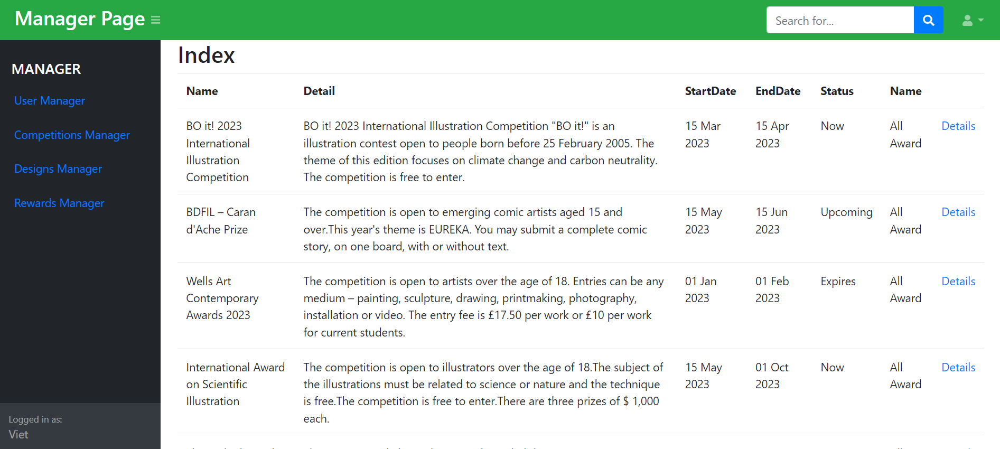 Manager Page
Search for...
MANAGER
User Manager
Competitions Manager
Designs Manager
Rewards Manager
Logged in as:
Viet
Index
Name Detail StartDate EndDate Status Name
BO it! 2023 International Illustration Competition
BO it! 2023 International Illustration Competition "BO it!" is an
illustration contest open to people born before 25 February 2005. The
theme of this edition focuses on climate change and carbon neutrality.
The competition is free to enter.
15 Mar 2023
15 Apr 2023
Now
All Award
Details
BDFIL – Caran d'Ache Prize
The competition is open to emerging comic artists aged 15 and
over.This year's theme is EUREKA. You may submit a complete comic
story, on one board, with or without text.
15 May 2023
15 Jun 2023
Upcoming
All Award
Details
Wells Art Contemporary Awards 2023
The competition is open to artists over the age of 18. Entries can be any
medium – painting, sculpture, drawing, printmaking, photography,
installation or video. The entry fee is £17.50 per work or £10 per work
for current students.
01 Jan 2023
01 Feb 2023
Expires
All Award
Details
International Award on Scientific Illustration
The competition is open to illustrators over the age of 18.The subject of
the illustrations must be related to science or nature and the technique
is free.The competition is free to enter.There are three prizes of $ 1,000
each.
15 May 2023
01 Oct 2023
Now
All Award
Details